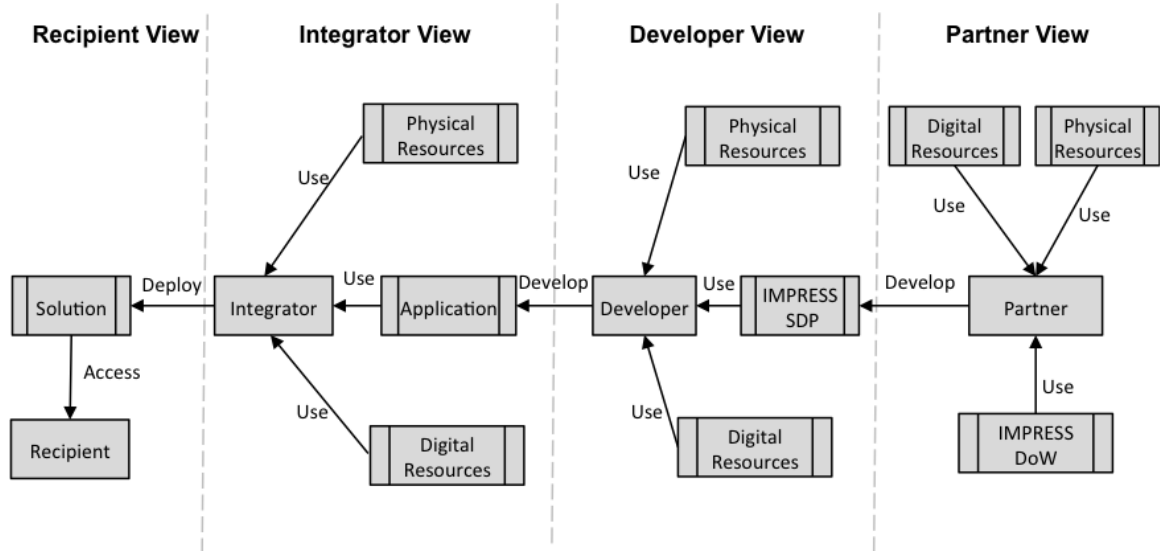 Recipient View
Integrator View
Developer View
Partner View
Physical
Resources
Physical
Resources
Digital
Resources
Physical
Resources
Use
Use
Use
Use
Solution
Deploy
Integrator
Use
Application
Develop
Developer
Use
IMPRESS
SDP
Develop
Partner
Access
Use
Use
Use
Recipient
Digital
Resources
Digital
Resources
IMPRESS
DoW